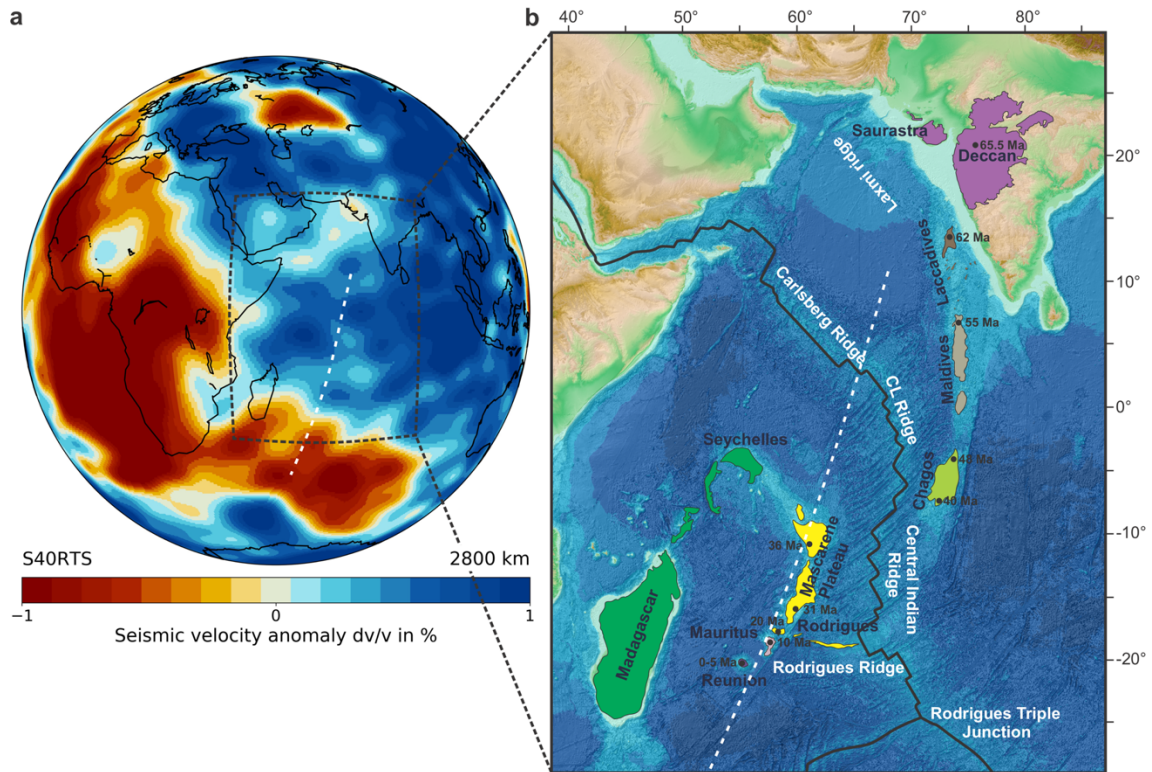 a
S40RTS
2800 km
−1
0
1
Seismic velocity anomaly dv/v in %
b
40°
50°
60°
70°
80°
Saurastra
65.5 Ma
Deccan
20°
Laxmi ridge
62 Ma
Laccadives
10°
Carlsberg Ridge
55 Ma
Maldives
CL Ridge
0°
Seychelles
48 Ma
Chagos
40 Ma
-10°
36 Ma
Mascarene
Plateau
Central Indian
Ridge
31 Ma
20 Ma
Rodrigues
Mauritus
10 Ma
Madagascar
0-5 Ma
Reunion
Rodrigues Ridge
-20°
Rodrigues Triple
Junction